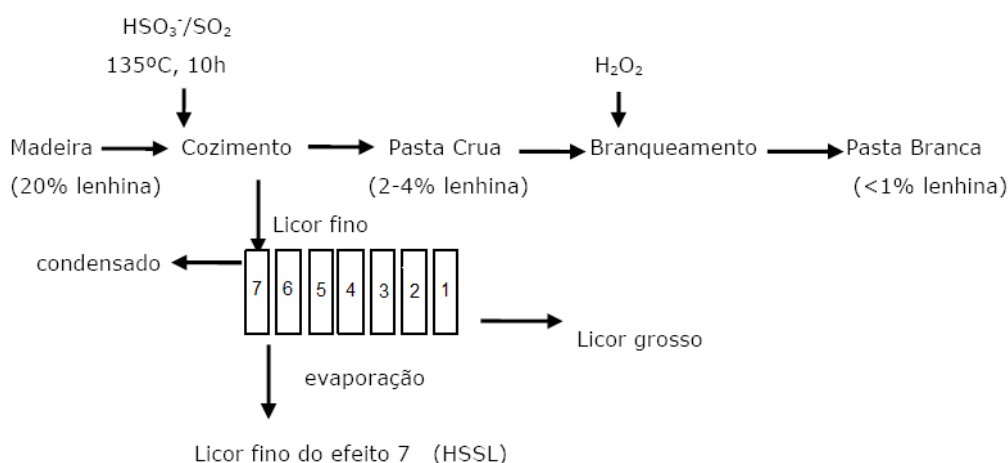 HSO₃⁻/SO₂
135ºC, 10h
H₂O₂
Madeira Cozimento Pasta Crua Branqueamento Pasta Branca
(20% lenhina) (2-4% lenhina) (<1% lenhina)
Licor fino
condensado
7 6 5 4 3 2 1
Licor grosso
evaporação
Licor fino do efeito 7 (HSSL)